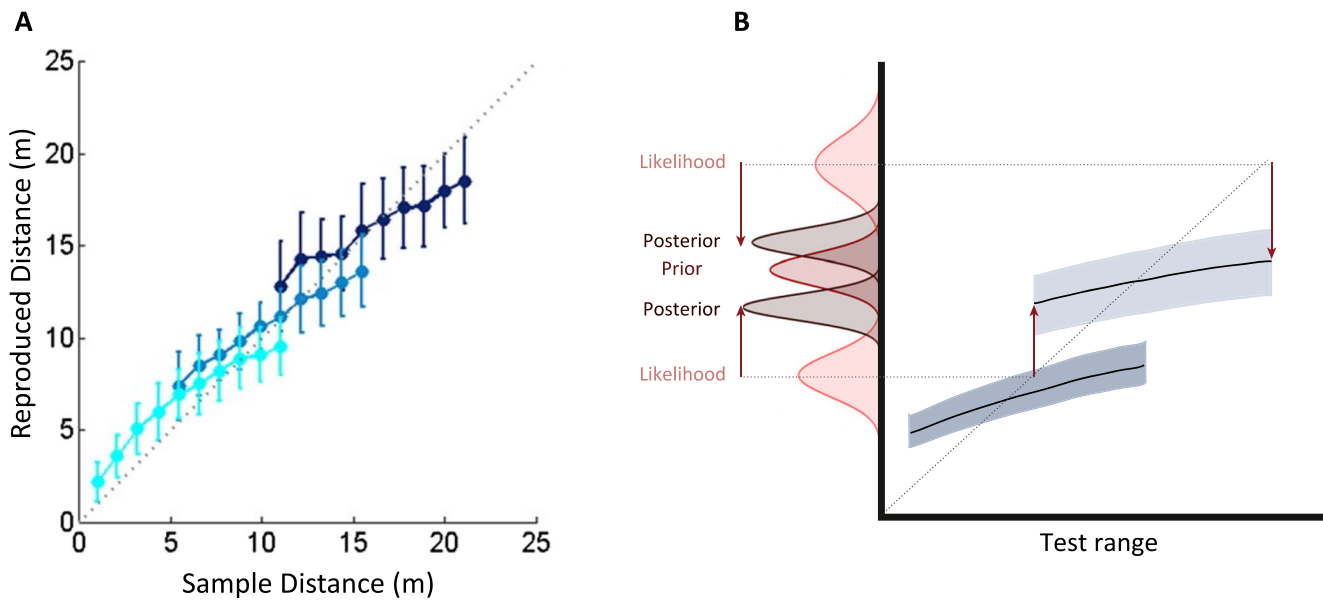 A
25
20
15
10
5
0
Reproduced Distance (m)
0 5 10 15 20 25
Sample Distance (m)
B
Likelihood
Posterior
Prior
Posterior
Likelihood
Test range